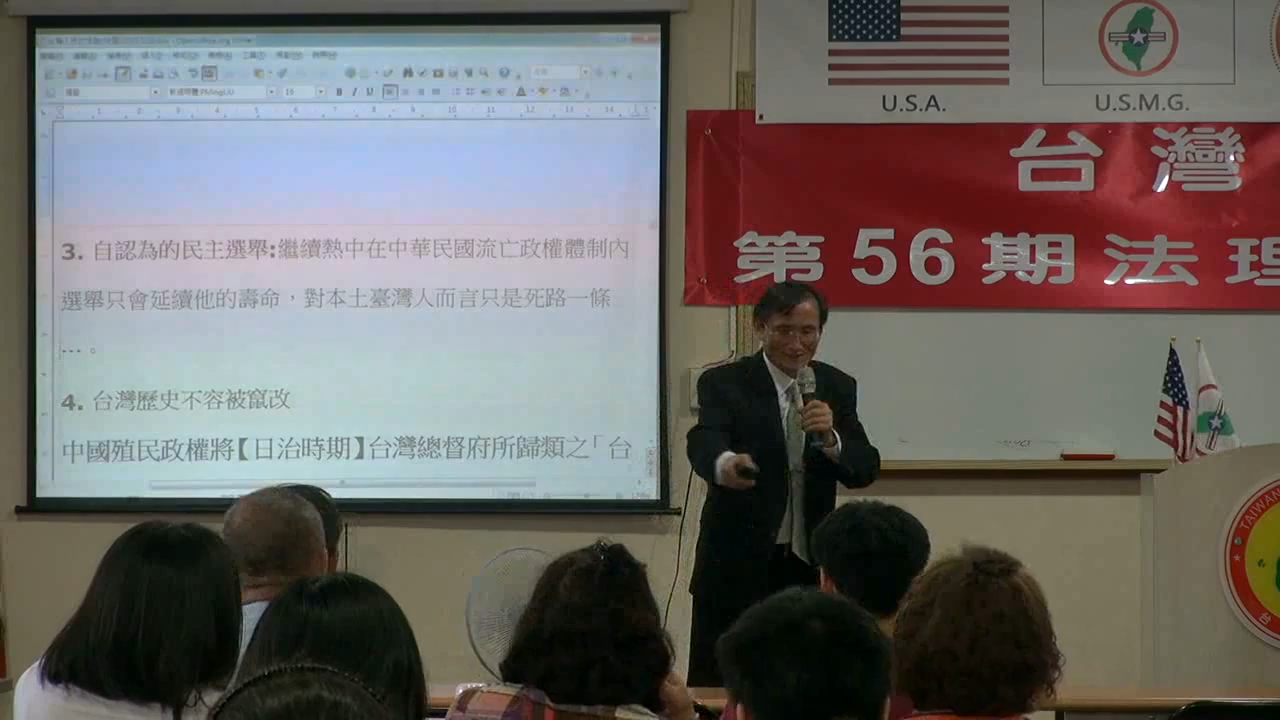 3. 自認為的民主選舉:繼續熱中在中華民國流亡政權體制內
選舉只會延續他的壽命，對本土臺灣人而言只是死路一條
…。
4. 台灣歷史不容被竄改
中國殖民政權將【日治時期】台灣總督府所歸類之「台
U.S.A.
U.S.M.G.
台灣
第56期法理
TAIWAN